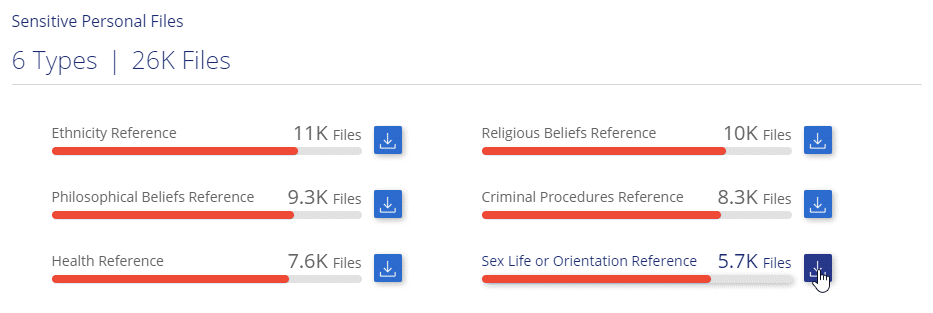 Sensitive Personal Files
6 Types | 26K Files
Ethnicity Reference 11K Files
Religious Beliefs Reference 10K Files
Philosophical Beliefs Reference 9.3K Files
Criminal Procedures Reference 8.3K Files
Health Reference 7.6K Files
Sex Life or Orientation Reference 5.7K Files